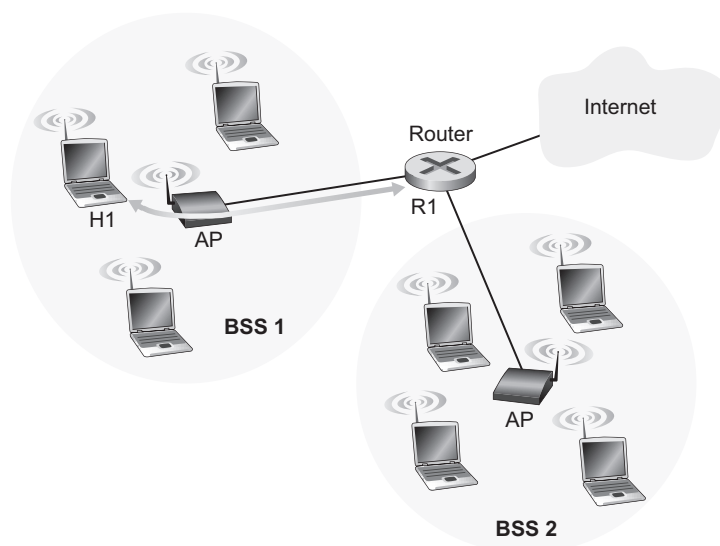 Internet
Router
H1
R1
AP
BSS 1
AP
BSS 2